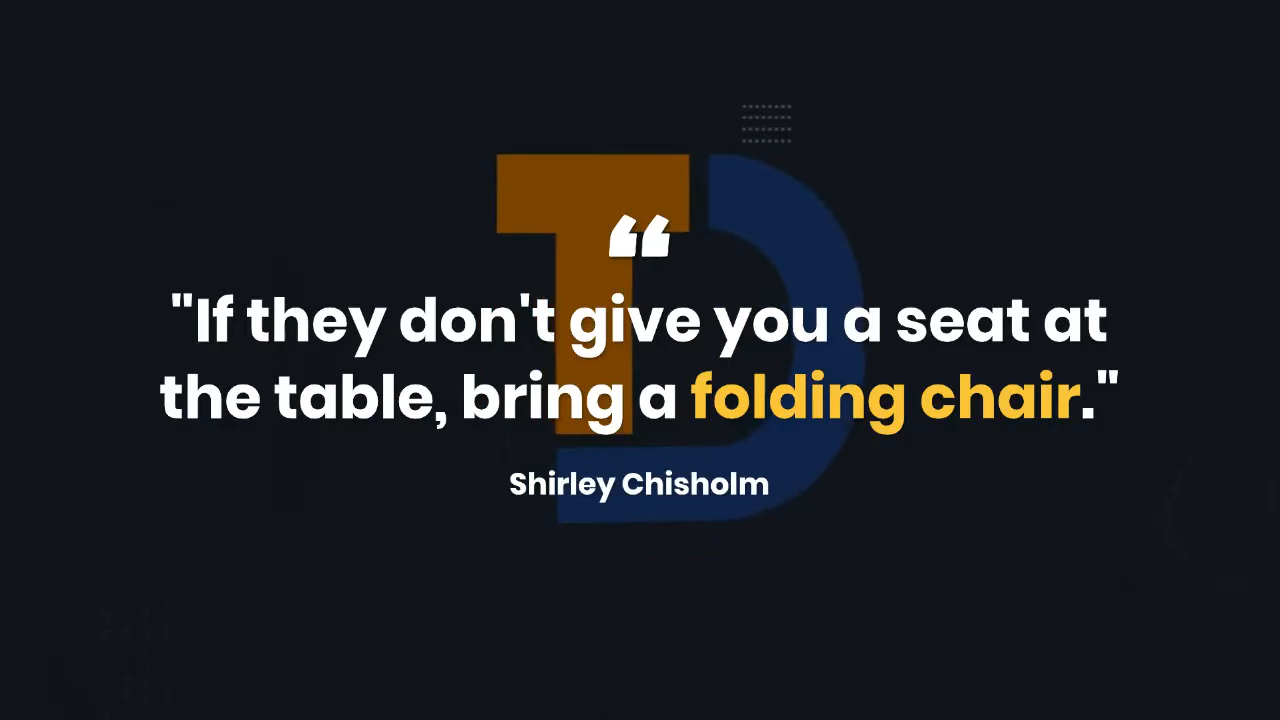 “
"If they don't give you a seat at
the table, bring a folding chair."
Shirley Chisholm